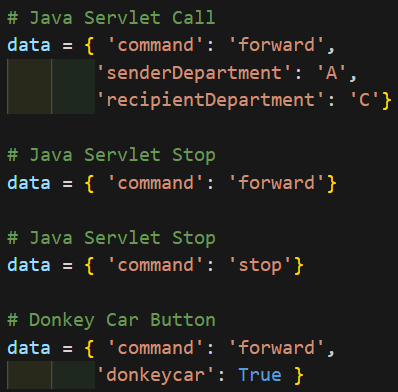 # Java Servlet Call
data = { 'command': 'forward',
'senderDepartment': 'A',
'recipientDepartment': 'C'}
# Java Servlet Stop
data = { 'command': 'forward'}
# Java Servlet Stop
data = { 'command': 'stop'}
# Donkey Car Button
data = { 'command': 'forward',
'donkeycar': True }